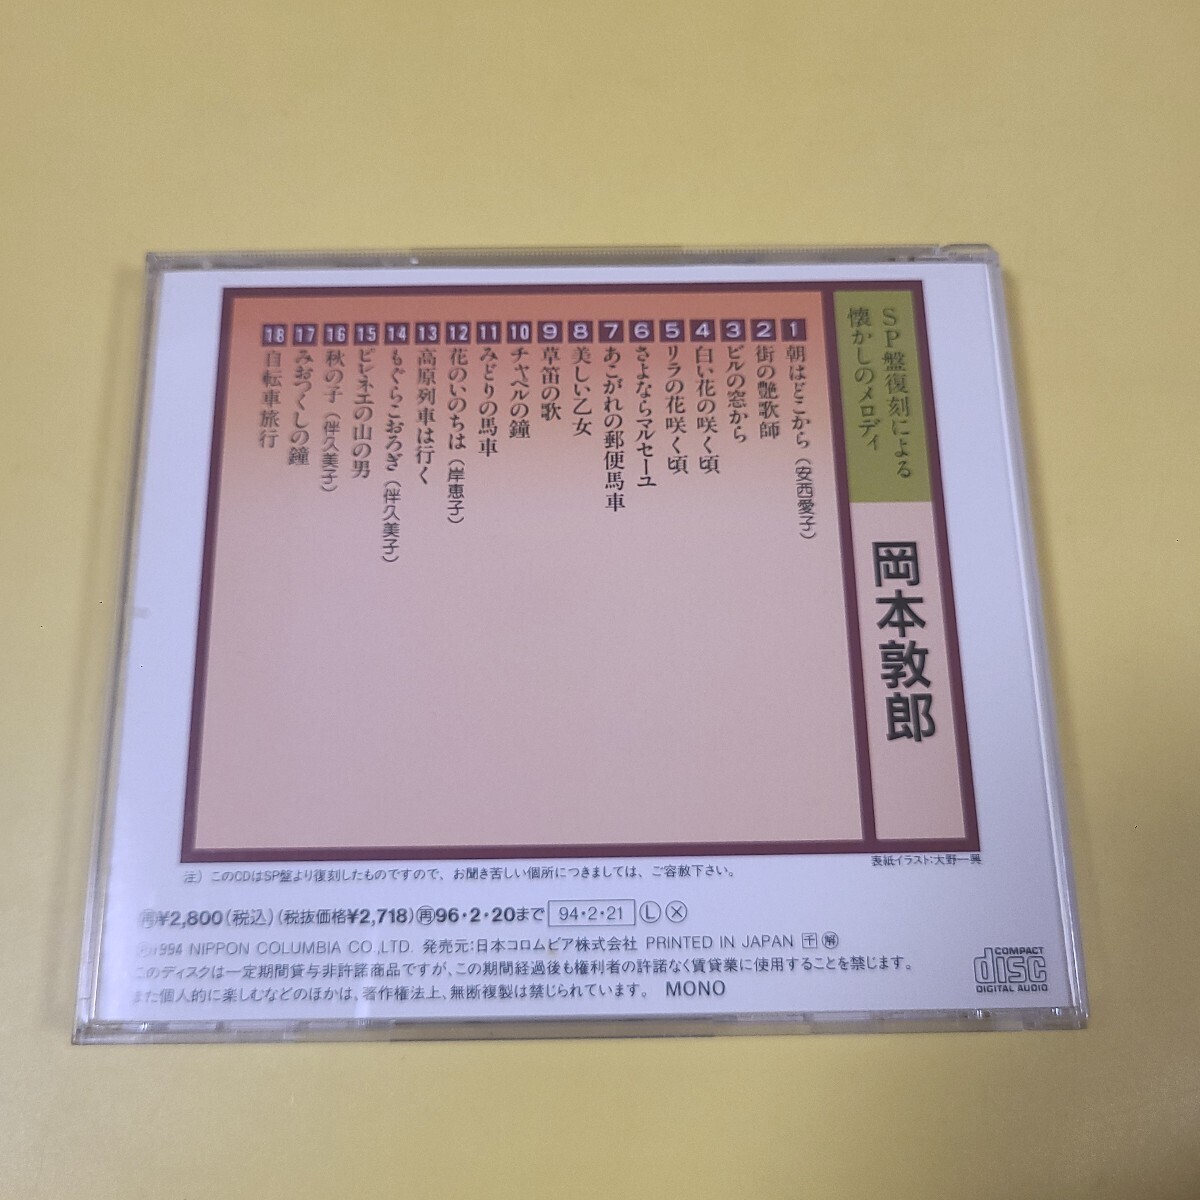 SP盤復刻による
懐かしのメロディ
岡本敦郎
1 朝はどこから(安西愛子)
2 街の艶歌師
3 ビルの窓から
4 白い花の咲く頃
5 リラの花咲く頃
6 さよならマルセーユ
7 あこがれの郵便馬車
8 美しい乙女
9 草笛の歌
10 チャペルの鐘
11 みどりの馬車
12 花のいのちは(岸恵子)
13 高原列車は行く
14 もぐらこおろぎ(伴久美子)
15 ピレネエの山の男
16 秋の子(伴久美子)
17 みおつくしの鐘
18 自転車旅行
表紙イラスト:大野一興
注) このCDはSP盤より復刻したものですので、お聞き苦しい個所につきましては、ご容赦下さい。
再¥2,800(税込)(税抜価格¥2,718)再96・2・20まで 94・2・21 L X
Ⓟ1994 NIPPON COLUMBIA CO.,LTD. 発売元:日本コロムビア株式会社 PRINTED IN JAPAN 干 解
このディスクは一定期間貸与非許諾商品ですが、この期間経過後も権利者の許諾なく賃貸業に使用することを禁じます。
また個人的に楽しむなどのほかは、著作権法上、無断複製は禁じられています。 MONO
COMPACT
disc
DIGITAL AUDIO